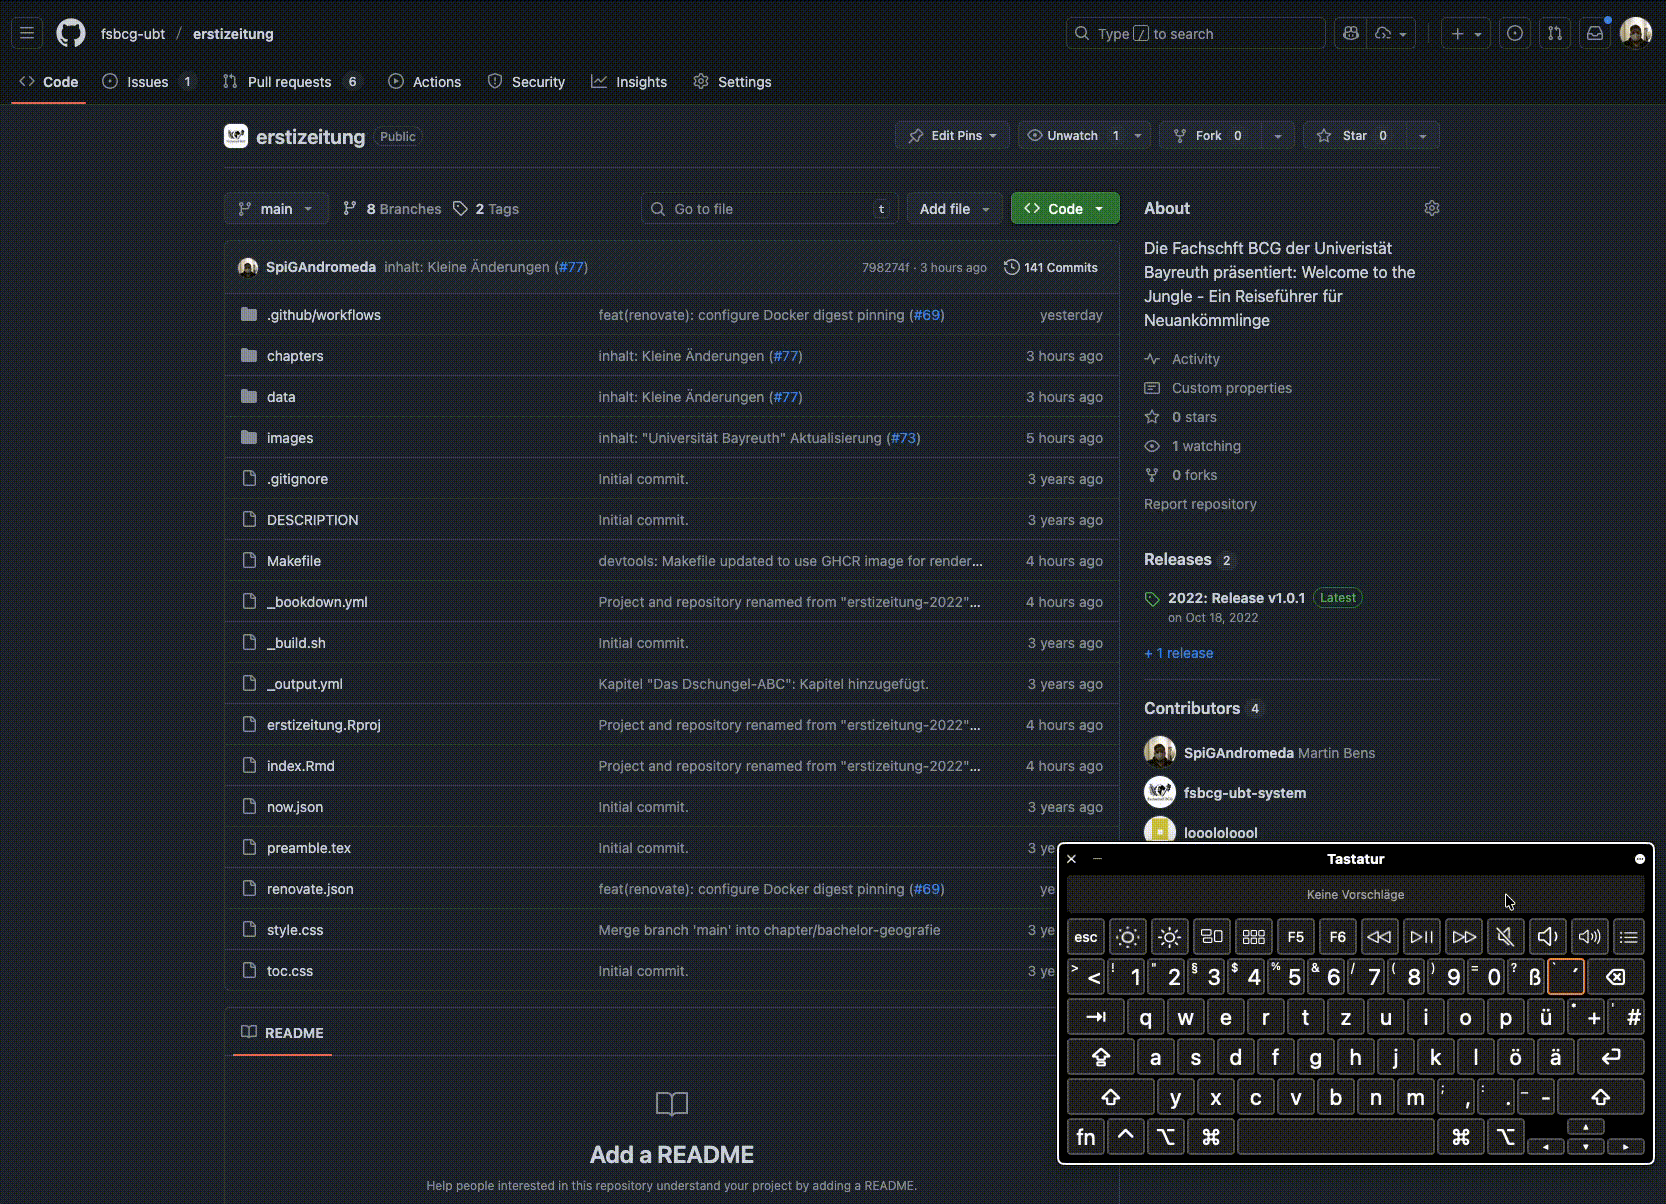 fsbcg-ubt / erstizeitung
Type / to search
Code
Issues 1
Pull requests 6
Actions
Security
Insights
Settings
erstizeitung Public
Edit Pins
Unwatch 1
Fork 0
Star 0
main
8 Branches
2 Tags
Go to file t
Add file
Code
SpiGAndromeda inhalt: Kleine Änderungen (#77) 798274f · 3 hours ago 141 Commits
.github/workflows feat(renovate): configure Docker digest pinning (#69) yesterday
chapters inhalt: Kleine Änderungen (#77) 3 hours ago
data inhalt: Kleine Änderungen (#77) 3 hours ago
images inhalt: "Universität Bayreuth" Aktualisierung (#73) 5 hours ago
.gitignore Initial commit. 3 years ago
DESCRIPTION Initial commit. 3 years ago
Makefile devtools: Makefile updated to use GHCR image for render... 4 hours ago
_bookdown.yml Project and repository renamed from "erstizeitung-2022"... 4 hours ago
_build.sh Initial commit. 3 years ago
_output.yml Kapitel "Das Dschungel-ABC": Kapitel hinzugefügt. 3 years ago
erstizeitung.Rproj Project and repository renamed from "erstizeitung-2022"... 4 hours ago
index.Rmd Project and repository renamed from "erstizeitung-2022"... 4 hours ago
now.json Initial commit. 3 years ago
preamble.tex Initial commit. 3 ye
renovate.json feat(renovate): configure Docker digest pinning (#69) ye
style.css Merge branch 'main' into chapter/bachelor-geografie 3 ye
toc.css Initial commit. 3 ye
README
Add a README
Help people interested in this repository understand your project by adding a README.
About
Die Fachschft BCG der Univeristät
Bayreuth präsentiert: Welcome to the
Jungle - Ein Reiseführer für
Neuankömmlinge
Activity
Custom properties
0 stars
1 watching
0 forks
Report repository
Releases 2
2022: Release v1.0.1 Latest
on Oct 18, 2022
+ 1 release
Contributors 4
SpiGAndromeda Martin Bens
fsbcg-ubt-system
looololoool
Tastatur
Keine Vorschläge
esc F5 F6
> < ! 1 " 2 § 3 $ 4 % 5 & 6 / 7 ( 8 ) 9 = 0 ? ß ` ´
q w e r t z u i o p ü * + ' #
a s d f g h j k l ö ä
y x c v b n m ; , : . _ -
fn ^ ⌥ ⌘ ⌘ ⌥